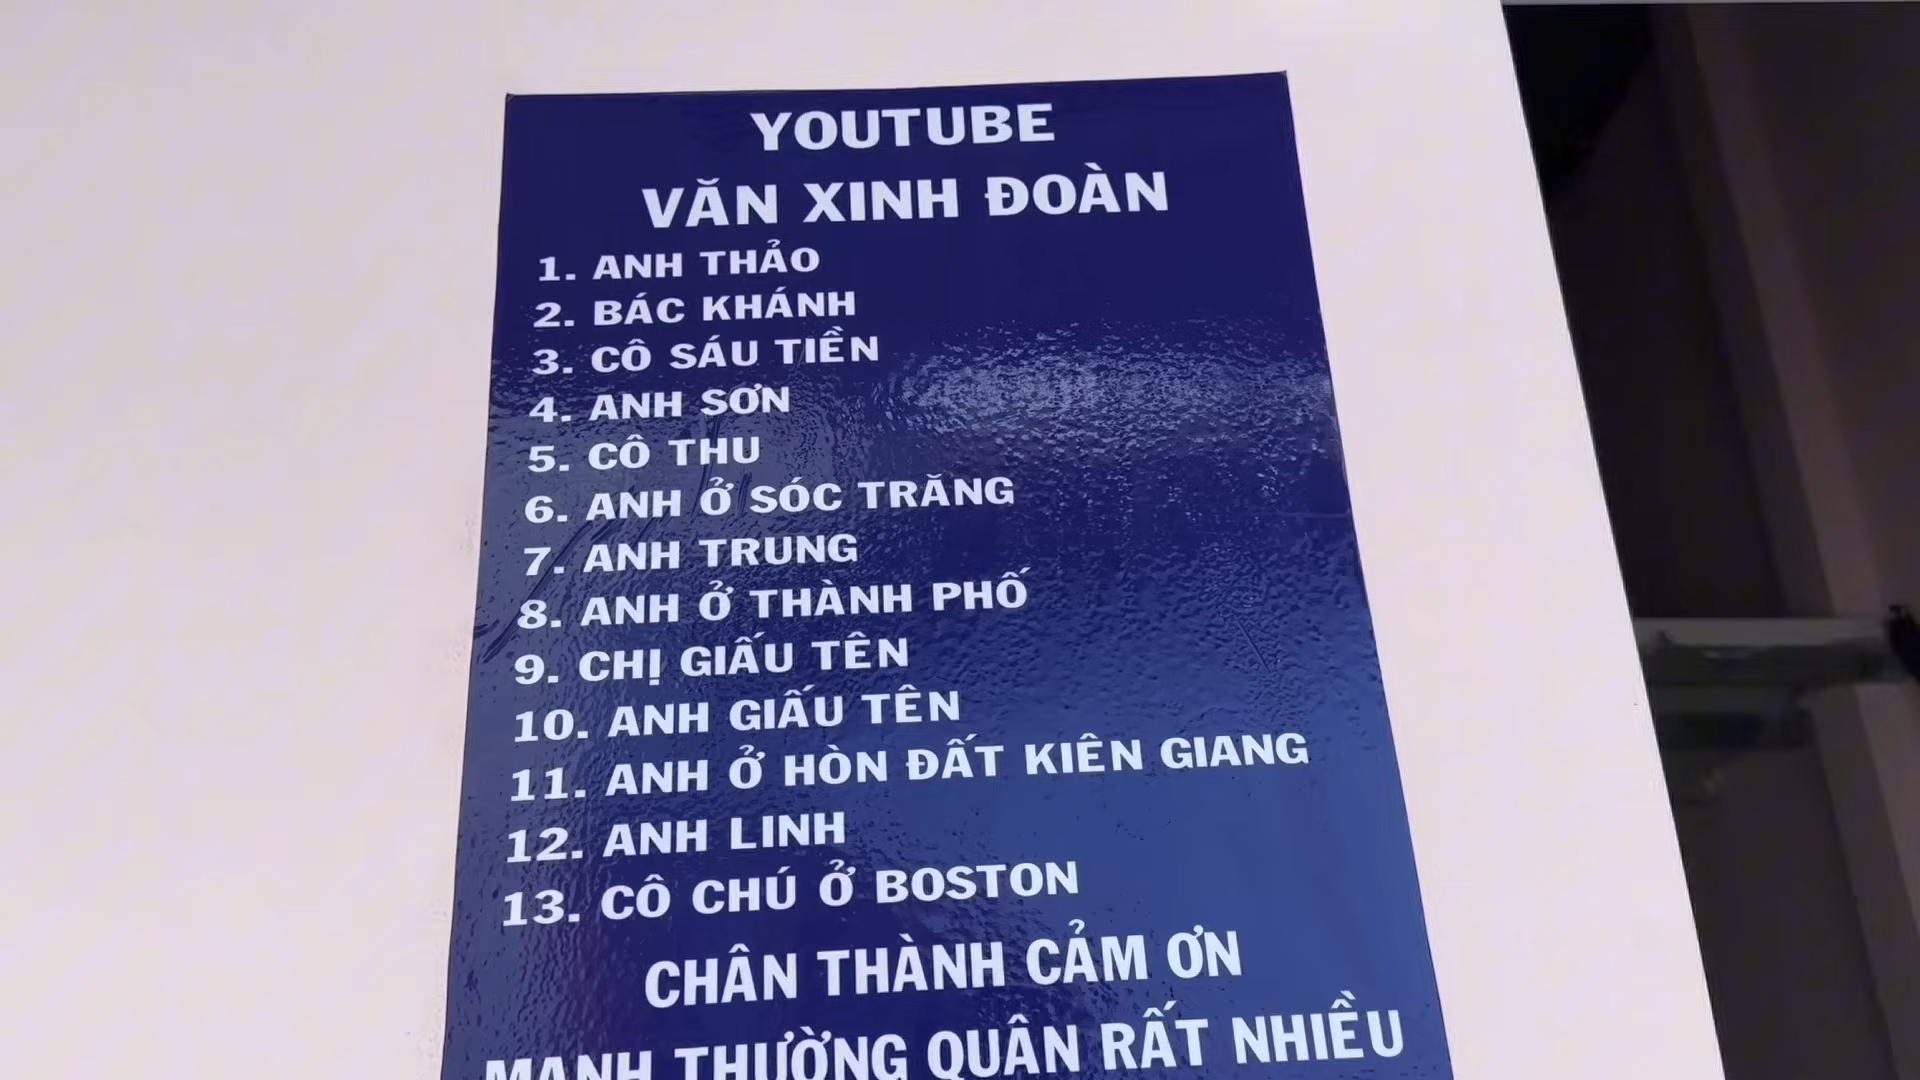 YOUTUBE
VĂN XINH ĐOÀN
1. ANH THẢO
2. BÁC KHÁNH
3. CÔ SÁU TIỀN
4. ANH SƠN
5. CÔ THU
6. ANH Ở SÓC TRĂNG
7. ANH TRUNG
8. ANH Ở THÀNH PHỐ
9. CHỊ GIẤU TÊN
10. ANH GIẤU TÊN
11. ANH Ở HÒN ĐẤT KIÊN GIANG
12. ANH LINH
13. CÔ CHÚ Ở BOSTON
CHÂN THÀNH CẢM ƠN
MẠNH THƯỜNG QUÂN RẤT NHIỀU